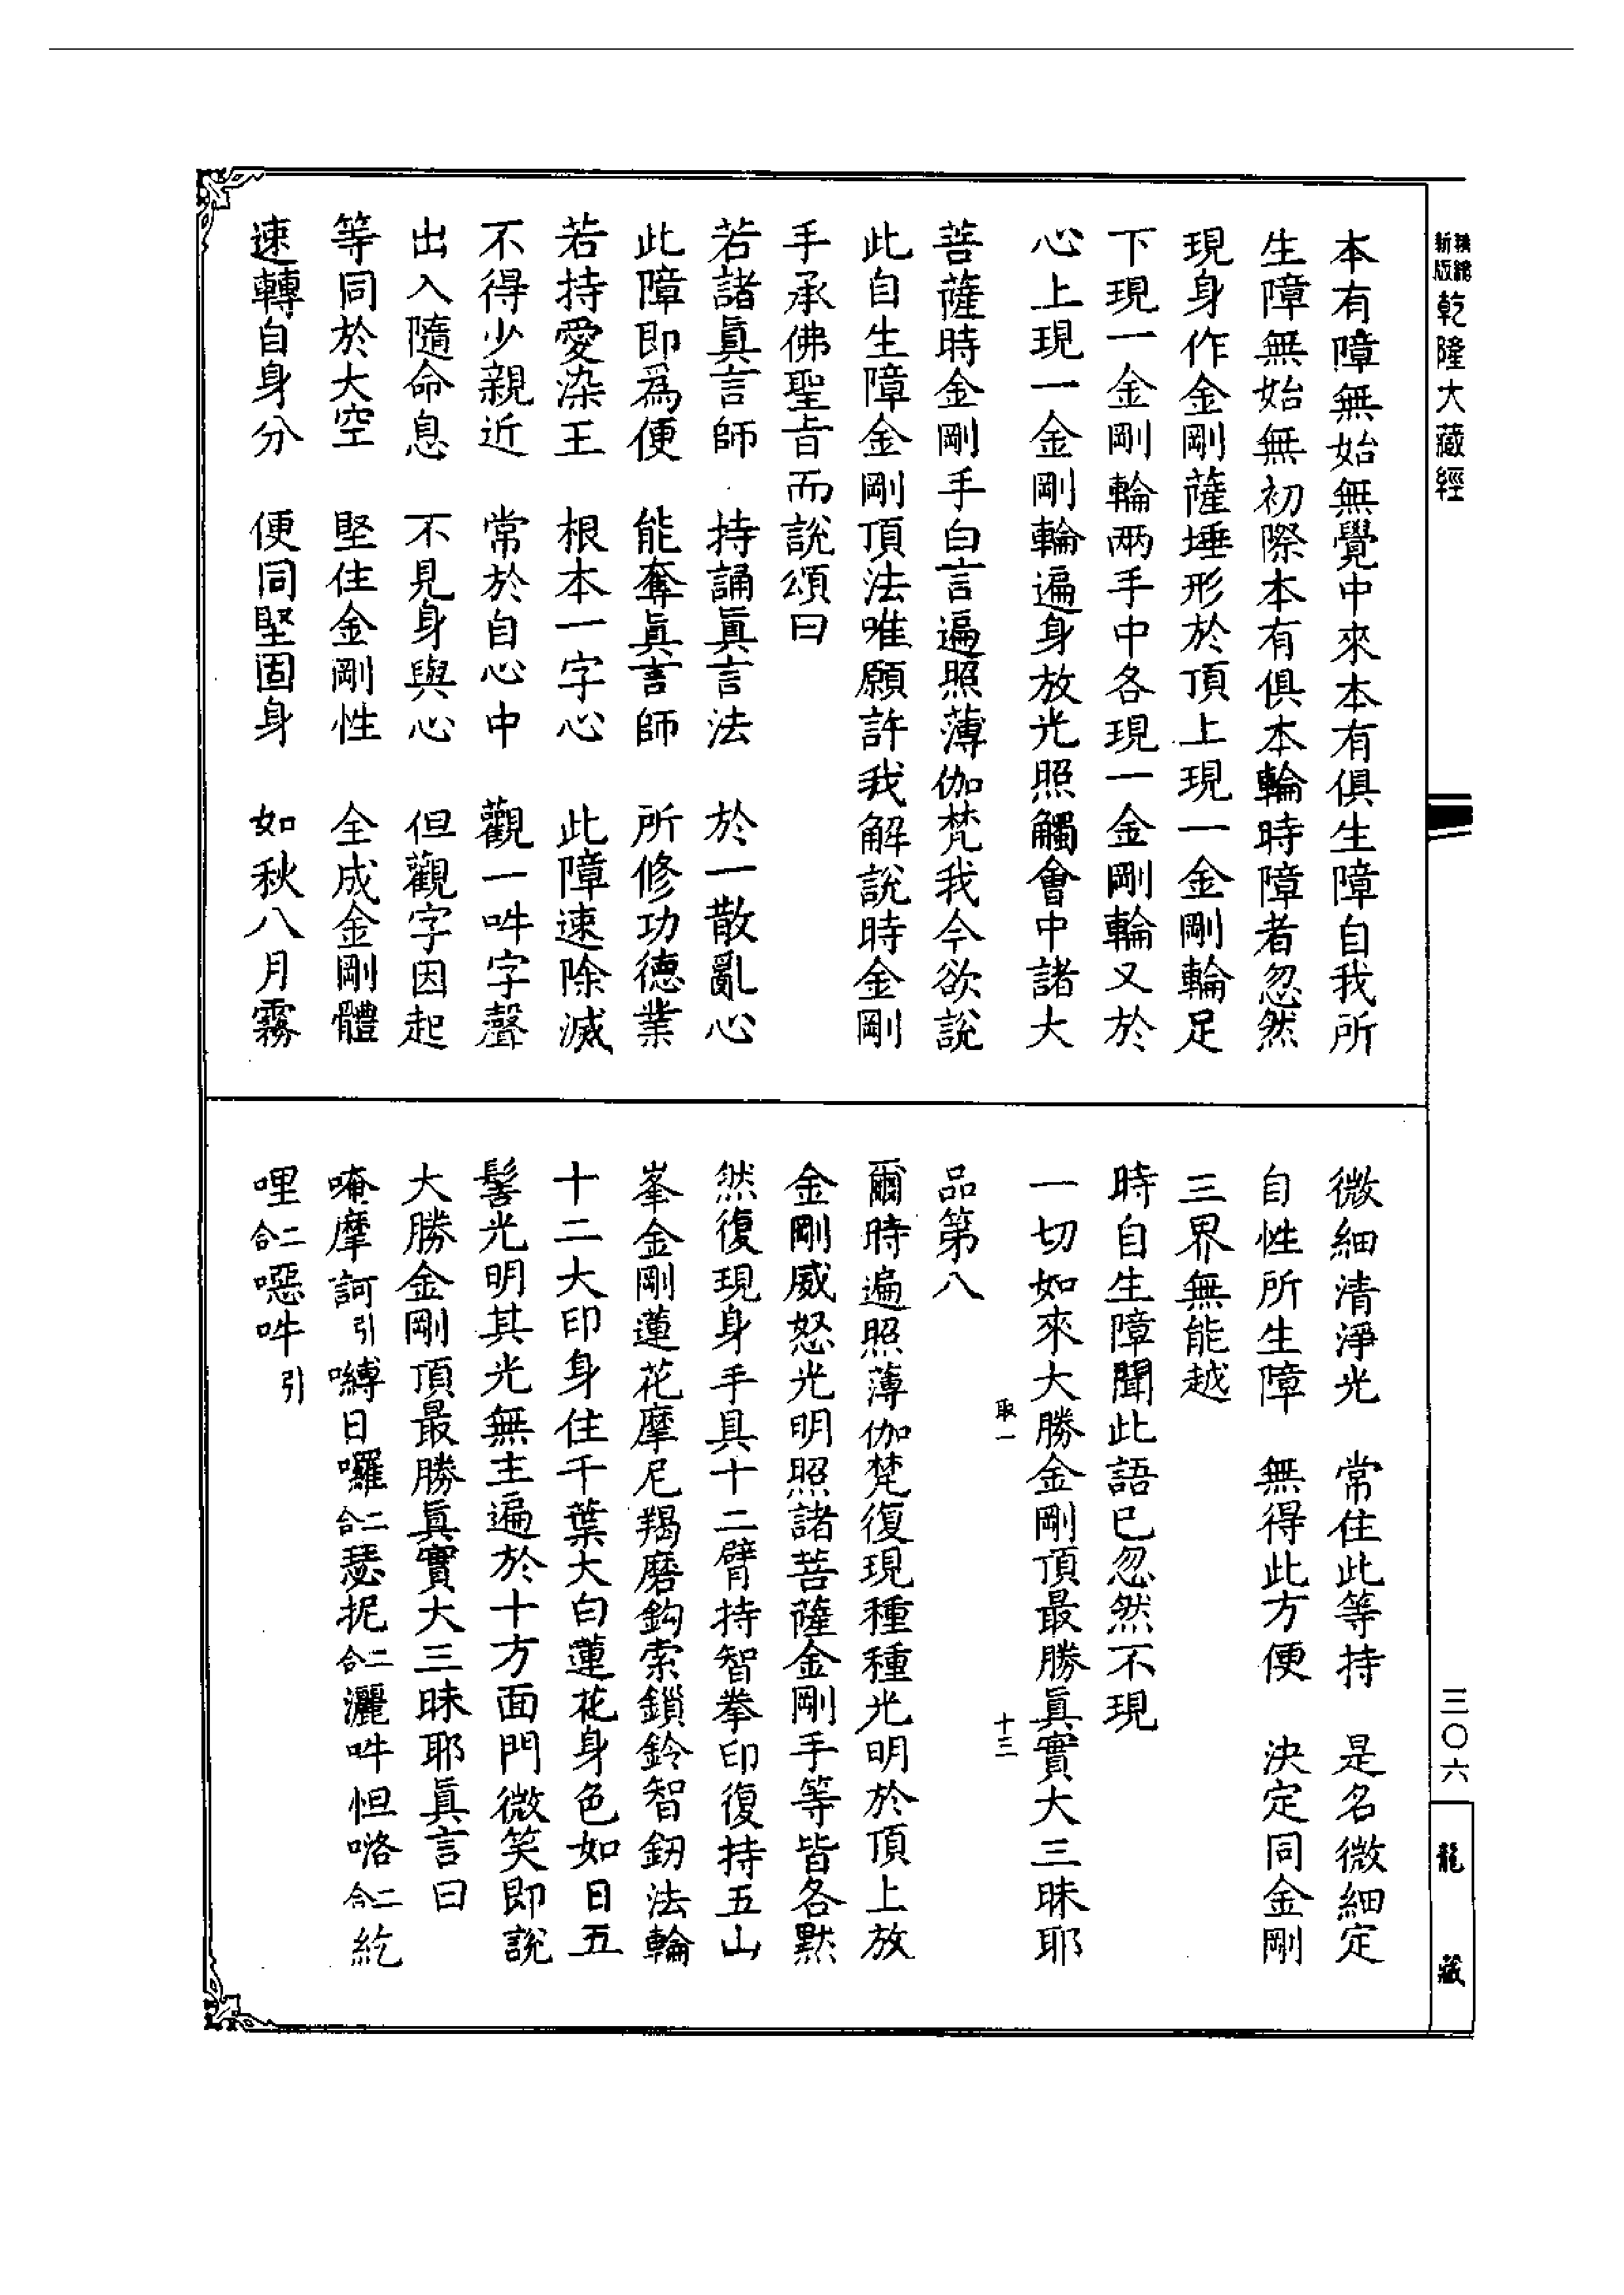 精縮新版乾隆大藏經
本有障無始無覺中來本有俱生障自我所
生障無始無初際本有俱本輪時障者忽然
現身作金剛薩埵形於頂上現一金剛輪足
下現一金剛輪兩手中各現一金剛輪又於
心上現一金剛輪遍身放光照觸會中諸大
菩薩時金剛手白言遍照薄伽梵我今欲說
此自生障金剛頂法唯願許我解說時金剛
手承佛聖旨而說頌曰
若諸眞言師　持誦眞言法　於一散亂心
此障即爲便　能奪眞言師　所修功德業
若持愛染王　根本一字心　此障速除滅
不得少親近　常於自心中　觀一吽字聲
出入隨命息　不見身與心　但觀字因起
等同於大空　堅住金剛性　全成金剛體
速轉自身分　便同堅固身　如秋八月霧
微細清淨光　常住此等持　是名微細定
自性所生障　無得此方便　決定同金剛
三界無能越
時自生障聞此語已忽然不現
一切如來大勝金剛頂最勝眞實大三昧耶
取一　十三
品第八
爾時遍照薄伽梵復現種種光明於頂上放
金剛威怒光明照諸菩薩金剛手等皆各默
然復現身手具十二臂持智拳印復持五山
峯金剛蓮花摩尼羯磨鈎索鎖鈴智釰法輪
十二大印身住千葉大白蓮花身色如日五
髻光明其光無主遍於十方面門微笑即說
大勝金剛頂最勝眞實大三昧耶眞言曰
唵摩訶引嚩日囉二合瑟抳二合灑吽怛咯二合紇
哩二合噁吽引
三〇六
龍藏